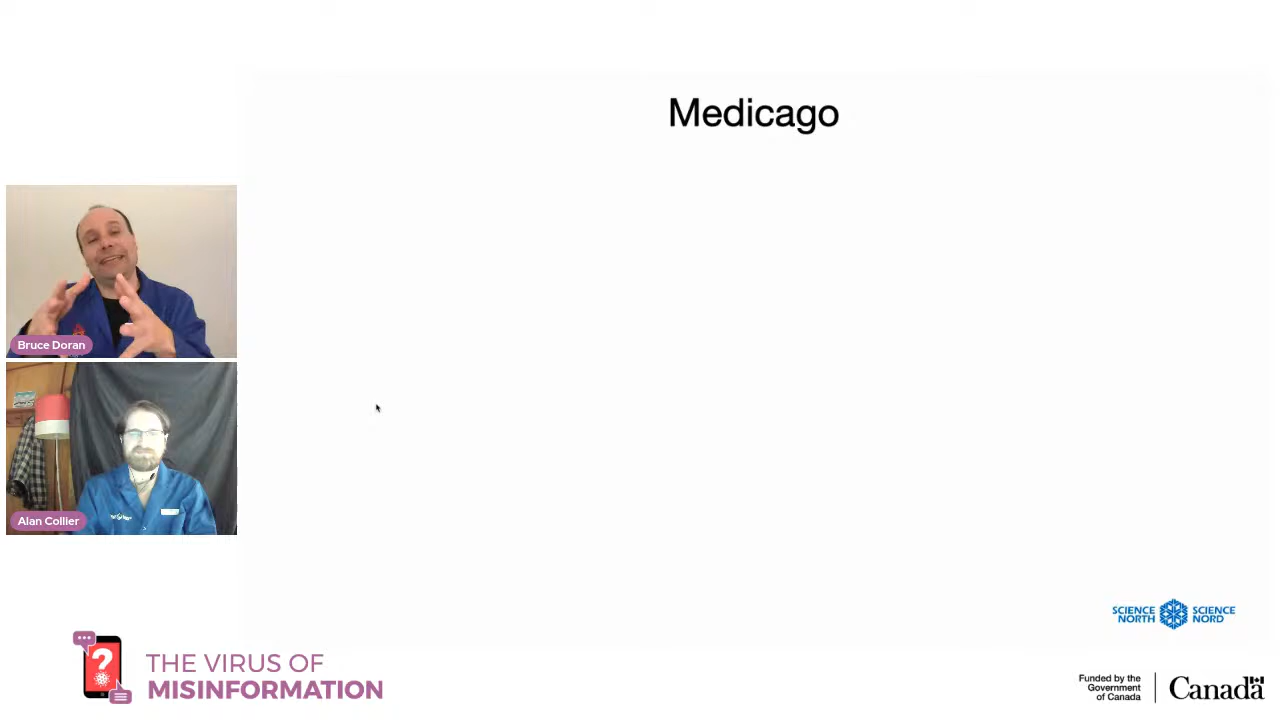 Medicago
Bruce Doran
Alan Collier
THE VIRUS OF
MISINFORMATION
SCIENCE NORTH
SCIENCE NORD
Funded by the
Government
of Canada
Canada